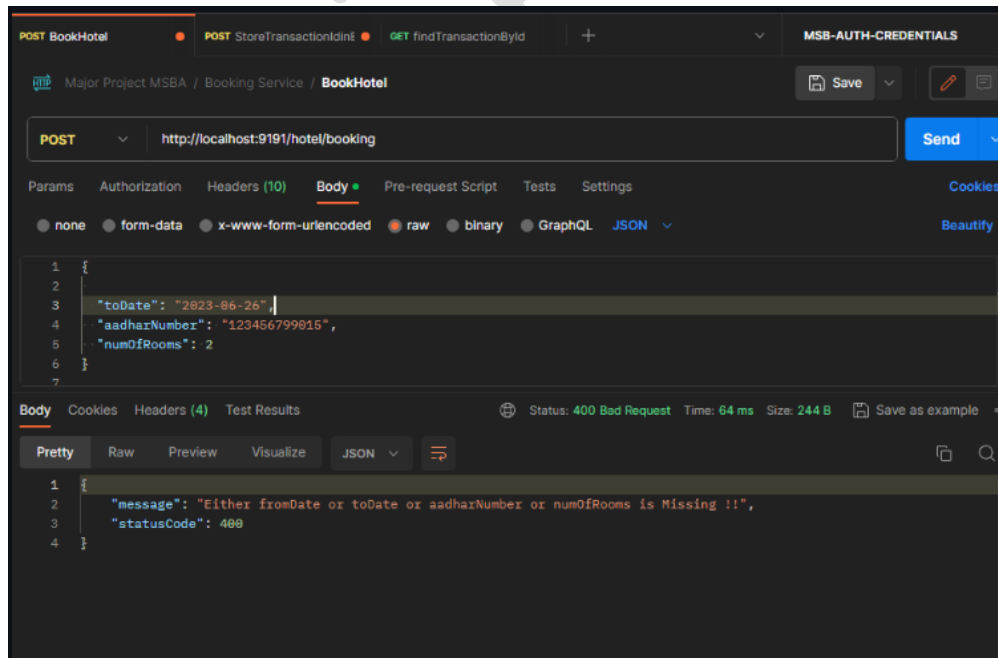 POST BookHotel POST StoreTransactionIdinE GET findTransactionById + MSB-AUTH-CREDENTIALS
HTTP Major Project MSBA / Booking Service / BookHotel Save
POST http://localhost:9191/hotel/booking Send
Params Authorization Headers (10) Body Pre-request Script Tests Settings Cookies
none form-data x-www-form-urlencoded raw binary GraphQL JSON Beautify
1 {
2
3 "toDate": "2023-06-26",
4 "aadharNumber": "123456799015",
5 "numOfRooms": 2
6 }
7
Body Cookies Headers (4) Test Results Status: 400 Bad Request Time: 64 ms Size: 244 B Save as example
Pretty Raw Preview Visualize JSON
1 {
2 "message": "Either fromDate or toDate or aadharNumber or numOfRooms is Missing !!",
3 "statusCode": 400
4 }